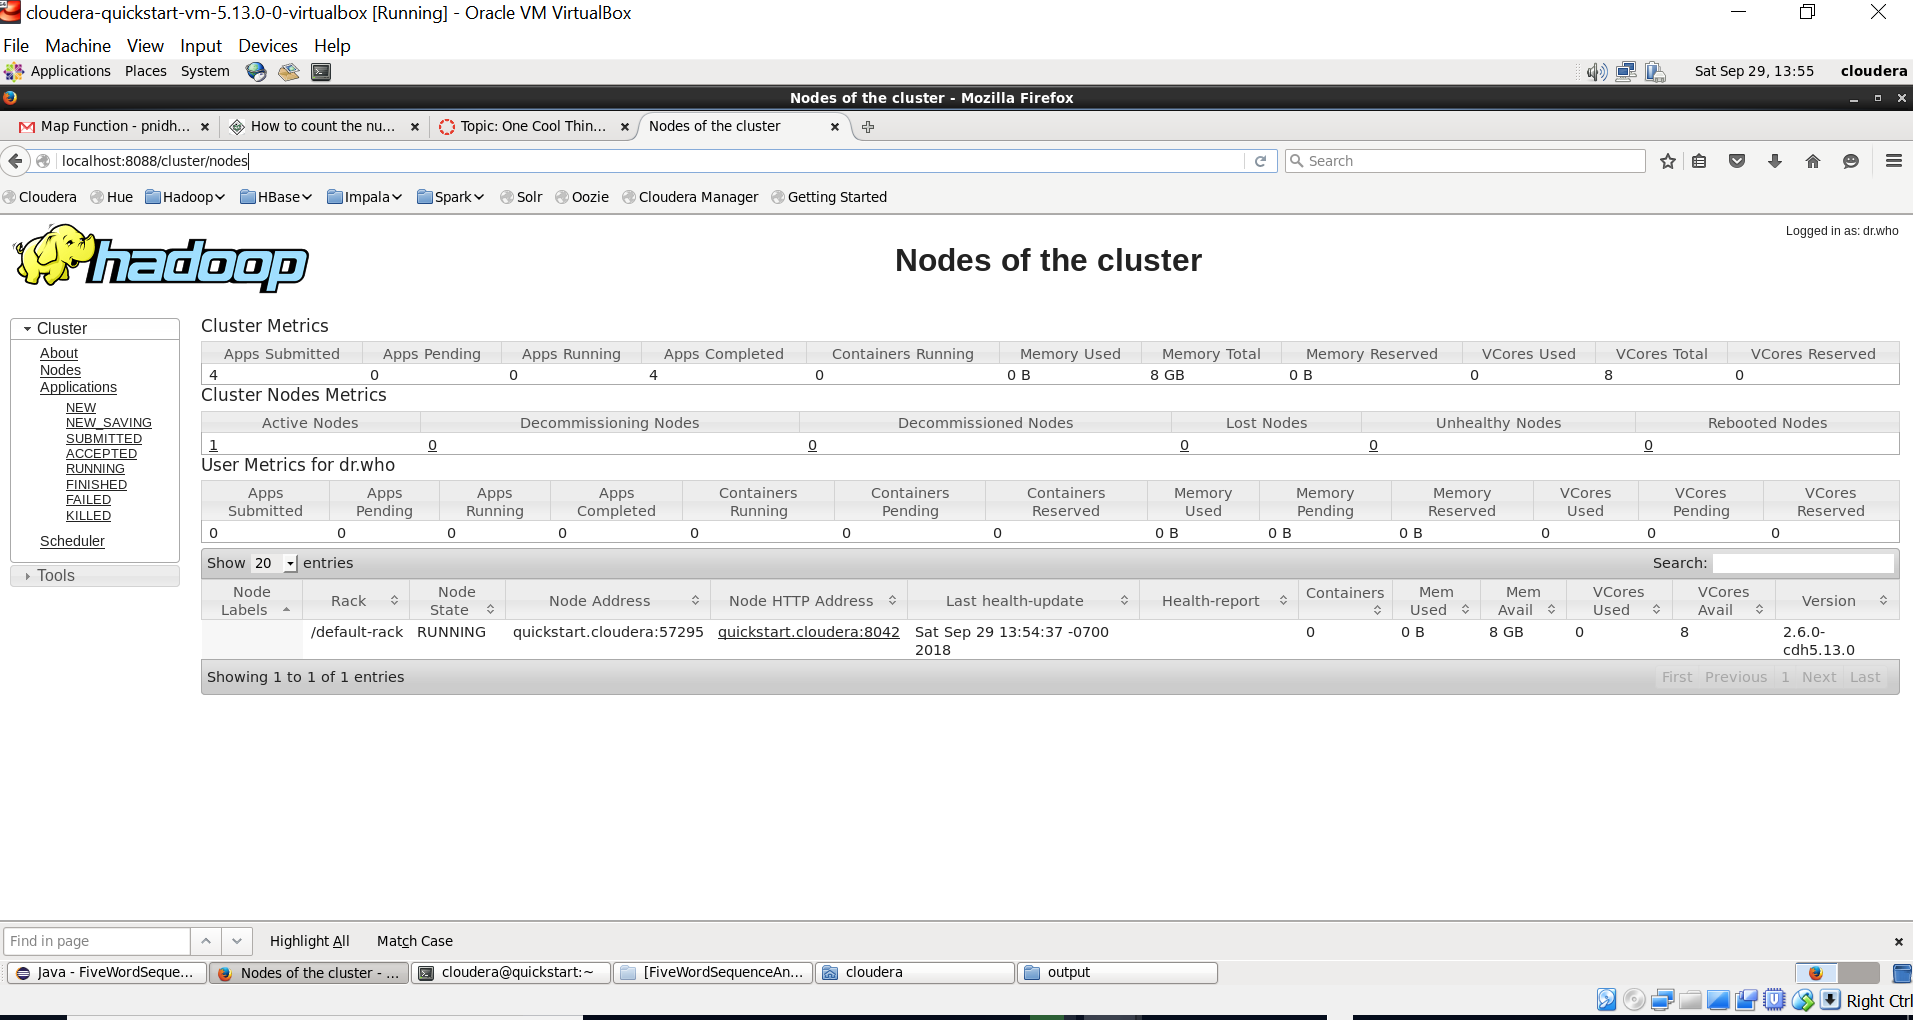 cloudera-quickstart-vm-5.13.0-0-virtualbox [Running] - Oracle VM VirtualBox
File Machine View Input Devices Help
Applications Places System Sat Sep 29, 13:55 cloudera
Nodes of the cluster - Mozilla Firefox
Map Function - pnidh... How to count the nu... Topic: One Cool Thin... Nodes of the cluster
localhost:8088/cluster/nodes Search
Cloudera Hue Hadoop HBase Impala Spark Solr Oozie Cloudera Manager Getting Started
Logged in as: dr.who
hadoop
Nodes of the cluster
Cluster
About
Nodes
Applications
NEW
NEW_SAVING
SUBMITTED
ACCEPTED
RUNNING
FINISHED
FAILED
KILLED
Scheduler
Tools
Cluster Metrics
Apps Submitted Apps Pending Apps Running Apps Completed Containers Running Memory Used Memory Total Memory Reserved VCores Used VCores Total VCores Reserved
4 0 0 4 0 0 B 8 GB 0 B 0 8 0
Cluster Nodes Metrics
Active Nodes Decommissioning Nodes Decommissioned Nodes Lost Nodes Unhealthy Nodes Rebooted Nodes
1 0 0 0 0 0
User Metrics for dr.who
Apps Apps Apps Apps Containers Containers Containers Memory Memory Memory VCores VCores VCores
Submitted Pending Running Completed Running Pending Reserved Used Pending Reserved Used Pending Reserved
0 0 0 0 0 0 0 0 B 0 B 0 B 0 0 0
Show 20 entries Search:
Node Labels Rack Node State Node Address Node HTTP Address Last health-update Health-report Containers Mem Used Mem Avail VCores Used VCores Avail Version
/default-rack RUNNING quickstart.cloudera:57295 quickstart.cloudera:8042 Sat Sep 29 13:54:37 -0700 0 0 B 8 GB 0 8 2.6.0-
2018 cdh5.13.0
Showing 1 to 1 of 1 entries First Previous 1 Next Last
Find in page Highlight All Match Case
Java - FiveWordSeque... Nodes of the cluster - ... cloudera@quickstart:~ [FiveWordSequenceAn... cloudera output
Right Ctrl